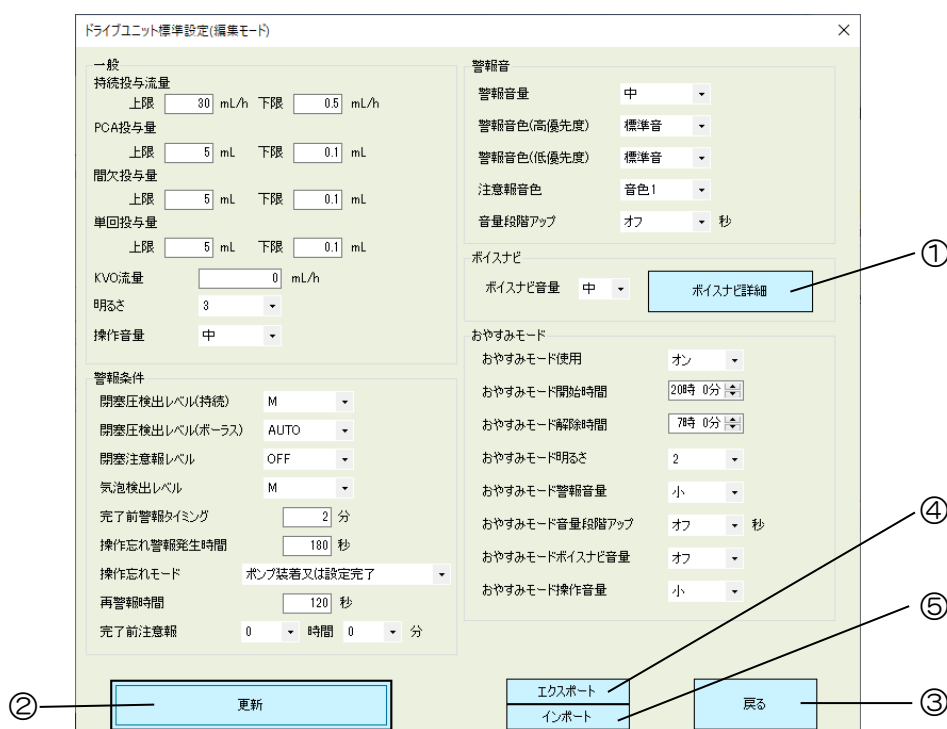 ドライブユニット標準設定(編集モード) ×
一般
持続投与流量
上限 30 mL/h 下限 0.5 mL/h
PCA投与量
上限 5 mL 下限 0.1 mL
間欠投与量
上限 5 mL 下限 0.1 mL
単回投与量
上限 5 mL 下限 0.1 mL
KVO流量 0 mL/h
明るさ 3
操作音量 中
警報条件
閉塞圧検出レベル(持続) M
閉塞圧検出レベル(ボーラス) AUTO
閉塞注意報レベル OFF
気泡検出レベル M
完了前警報タイミング 2 分
操作忘れ警報発生時間 180 秒
操作忘れモード ポンプ装着又は設定完了
再警報時間 120 秒
完了前注意報 0 時間 0 分
警報音
警報音量 中
警報音色(高優先度) 標準音
警報音色(低優先度) 標準音
注意報音色 音色1
音量段階アップ オフ 秒
ボイスナビ
ボイスナビ音量 中 ボイスナビ詳細
①
おやすみモード
おやすみモード使用 オン
おやすみモード開始時間 20時 0分
おやすみモード解除時間 7時 0分
おやすみモード明るさ 2
おやすみモード警報音量 小
おやすみモード音量段階アップ オフ 秒
おやすみモードボイスナビ音量 オフ
おやすみモード操作音量 小
④
⑤
② 更新
エクスポート
インポート
戻る ③